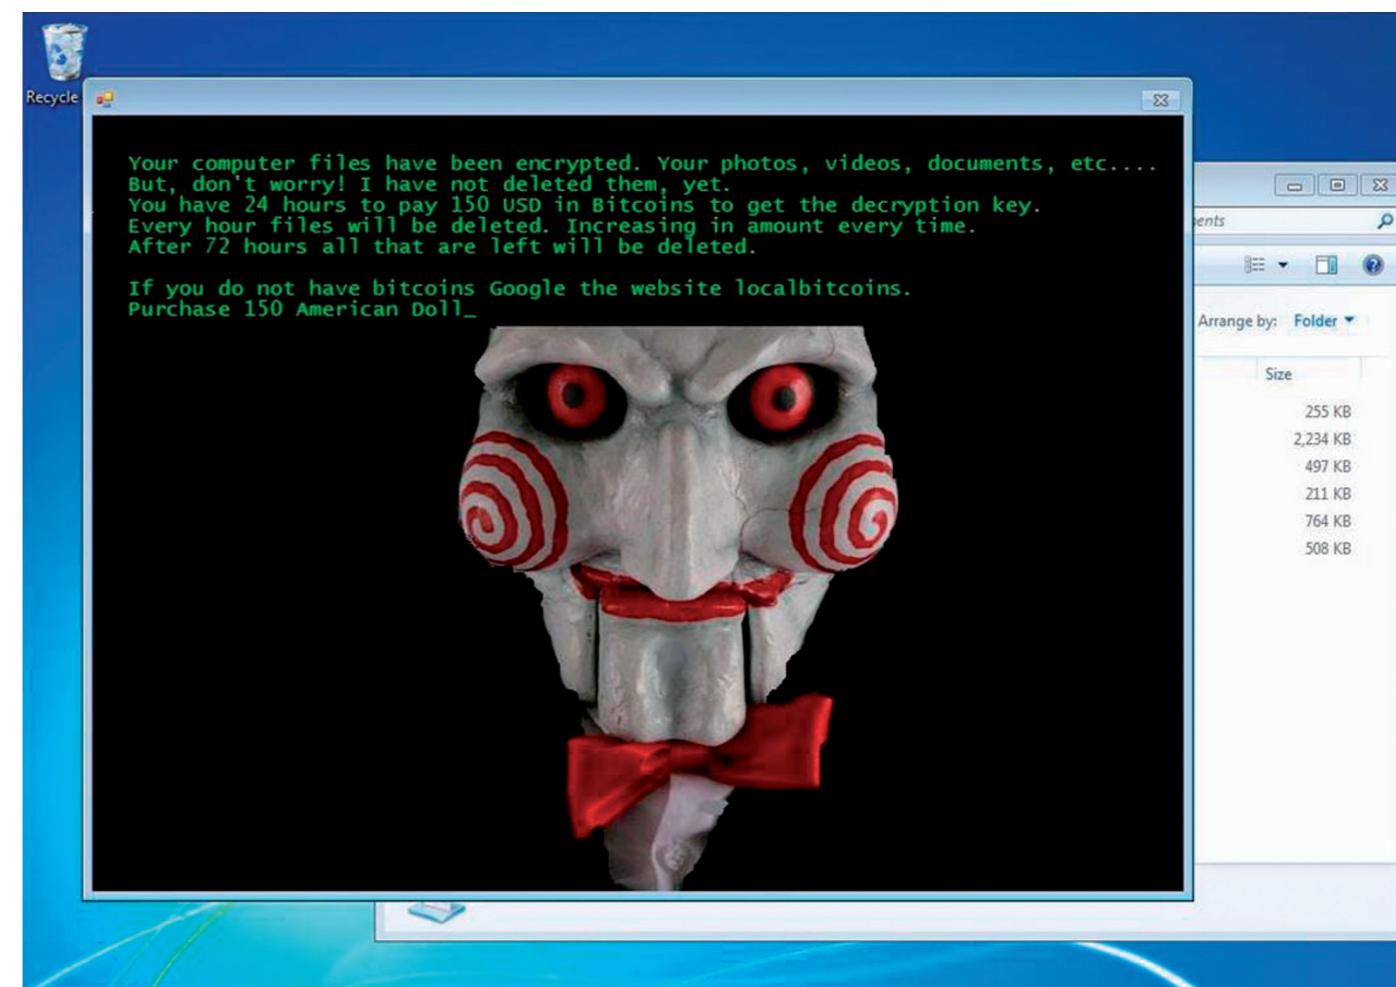 Recycle
Your computer files have been encrypted. Your photos, videos, documents, etc....
But, don't worry! I have not deleted them, yet.
You have 24 hours to pay 150 USD in Bitcoins to get the decryption key.
Every hour files will be deleted. Increasing in amount every time.
After 72 hours all that are left will be deleted.
If you do not have bitcoins Google the website localbitcoins.
Purchase 150 American Doll_
Arrange by: Folder
Size
255 KB
2,234 KB
497 KB
211 KB
764 KB
508 KB